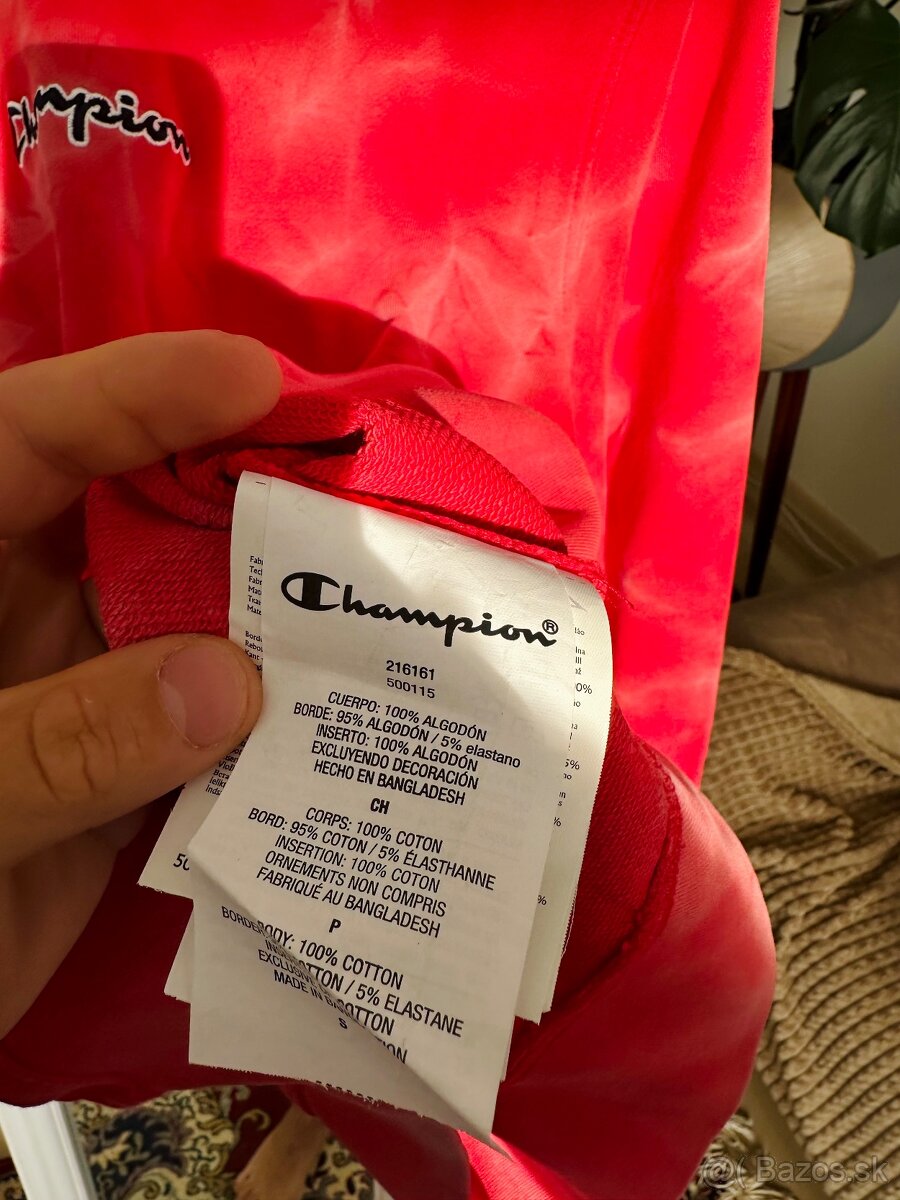 Champion
Champion®
216161
500115
CUERPO: 100% ALGODÓN
BORDE: 95% ALGODÓN / 5% elastano
INSERTO: 100% ALGODÓN
EXCLUYENDO DECORACIÓN
HECHO EN BANGLADESH
CH
CORPS: 100% COTON
BORD: 95% COTON / 5% ÉLASTHANNE
INSERTION: 100% COTON
ORNEMENTS NON COMPRIS
FABRIQUÉ AU BANGLADESH
P
BODY: 100% COTTON
/ 5% ELASTANE
MADE IN
S
Bazos.sk